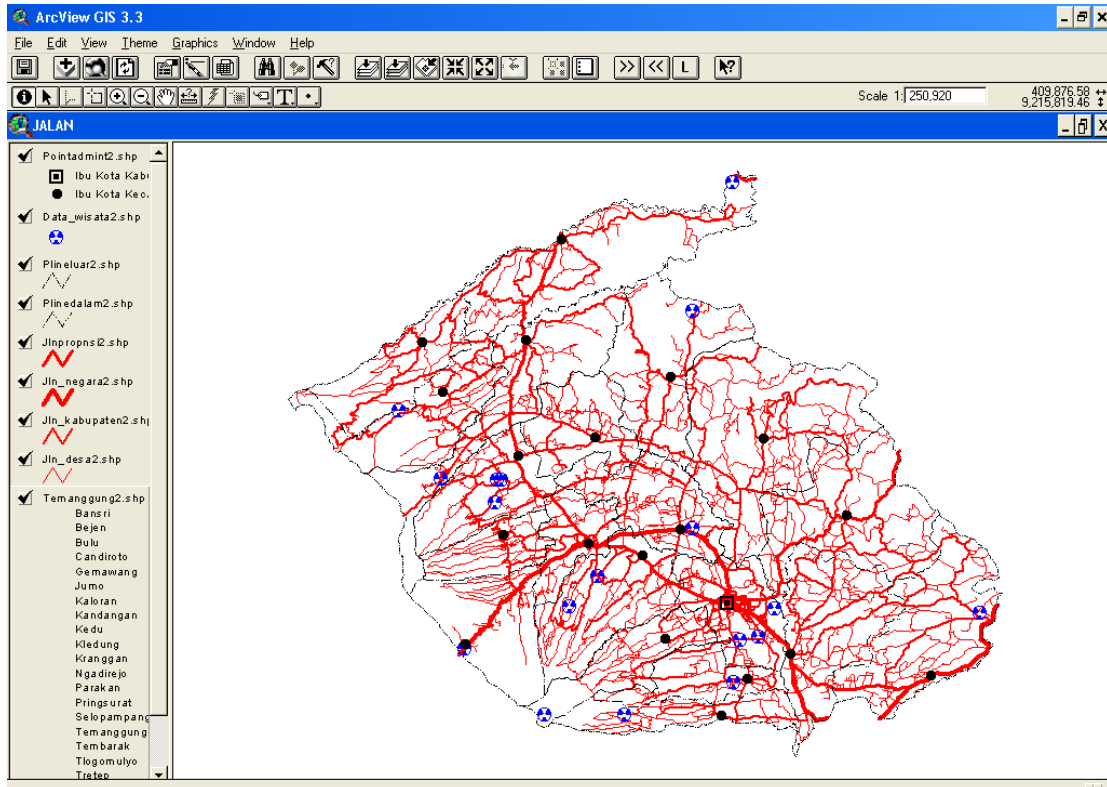 ArcView GIS 3.3
File Edit View Theme Graphics Window Help
L
T
Scale 1: 250,920
409,876.58
9,215,819.46
JALAN
Pointadmint2.shp
Ibu Kota Kab
Ibu Kota Kec.
Data_wisata2.shp
Plineluar2.shp
Plinedalam2.shp
Jlnpropnsi2.shp
Jln_negara2.shp
Jln_kabupaten2.sh
Jln_desa2.shp
Temanggung2.shp
Bansri
Bejen
Bulu
Candiroto
Gemawang
Jumo
Kaloran
Kandangan
Kedu
Kledung
Kranggan
Ngadirejo
Parakan
Pringsurat
Selopampang
Temanggung
Tembarak
Tlogomulyo
Tretep